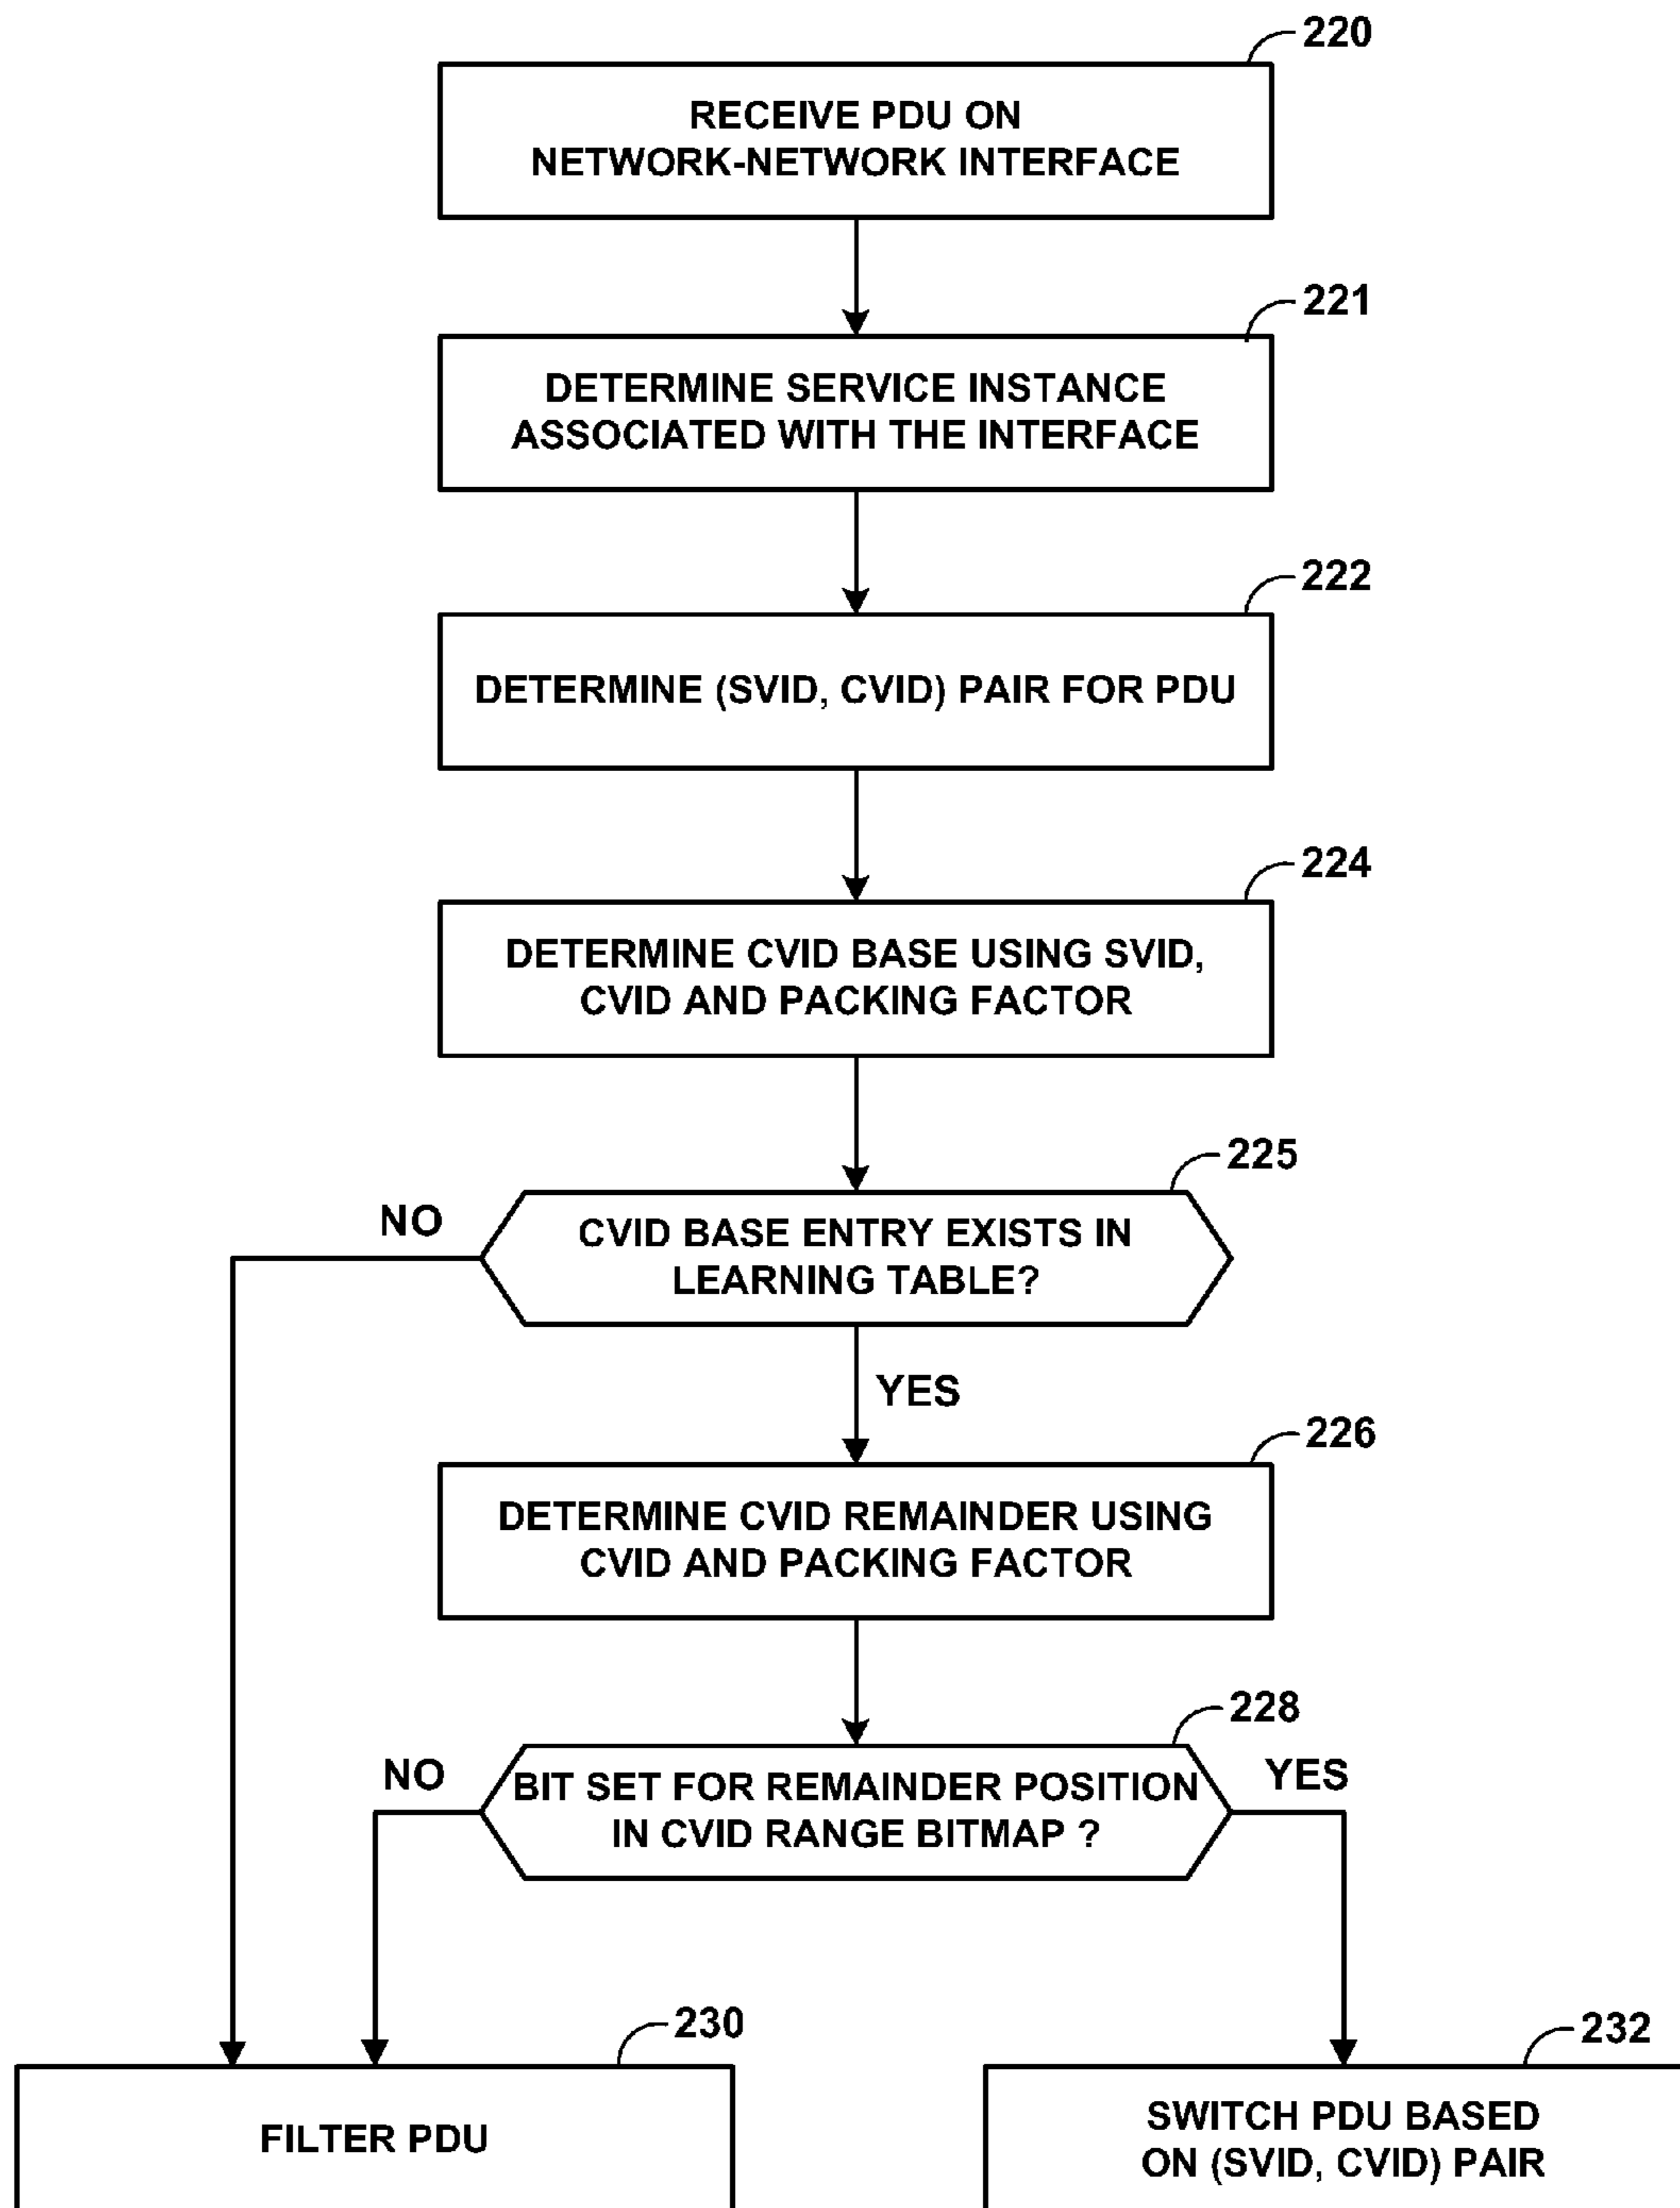 220
RECEIVE PDU ON
NETWORK-NETWORK INTERFACE
221
DETERMINE SERVICE INSTANCE
ASSOCIATED WITH THE INTERFACE
222
DETERMINE (SVID, CVID) PAIR FOR PDU
224
DETERMINE CVID BASE USING SVID,
CVID AND PACKING FACTOR
225
NO
CVID BASE ENTRY EXISTS IN
LEARNING TABLE?
YES
226
DETERMINE CVID REMAINDER USING
CVID AND PACKING FACTOR
228
NO
BIT SET FOR REMAINDER POSITION
IN CVID RANGE BITMAP ?
YES
230
FILTER PDU
232
SWITCH PDU BASED
ON (SVID, CVID) PAIR